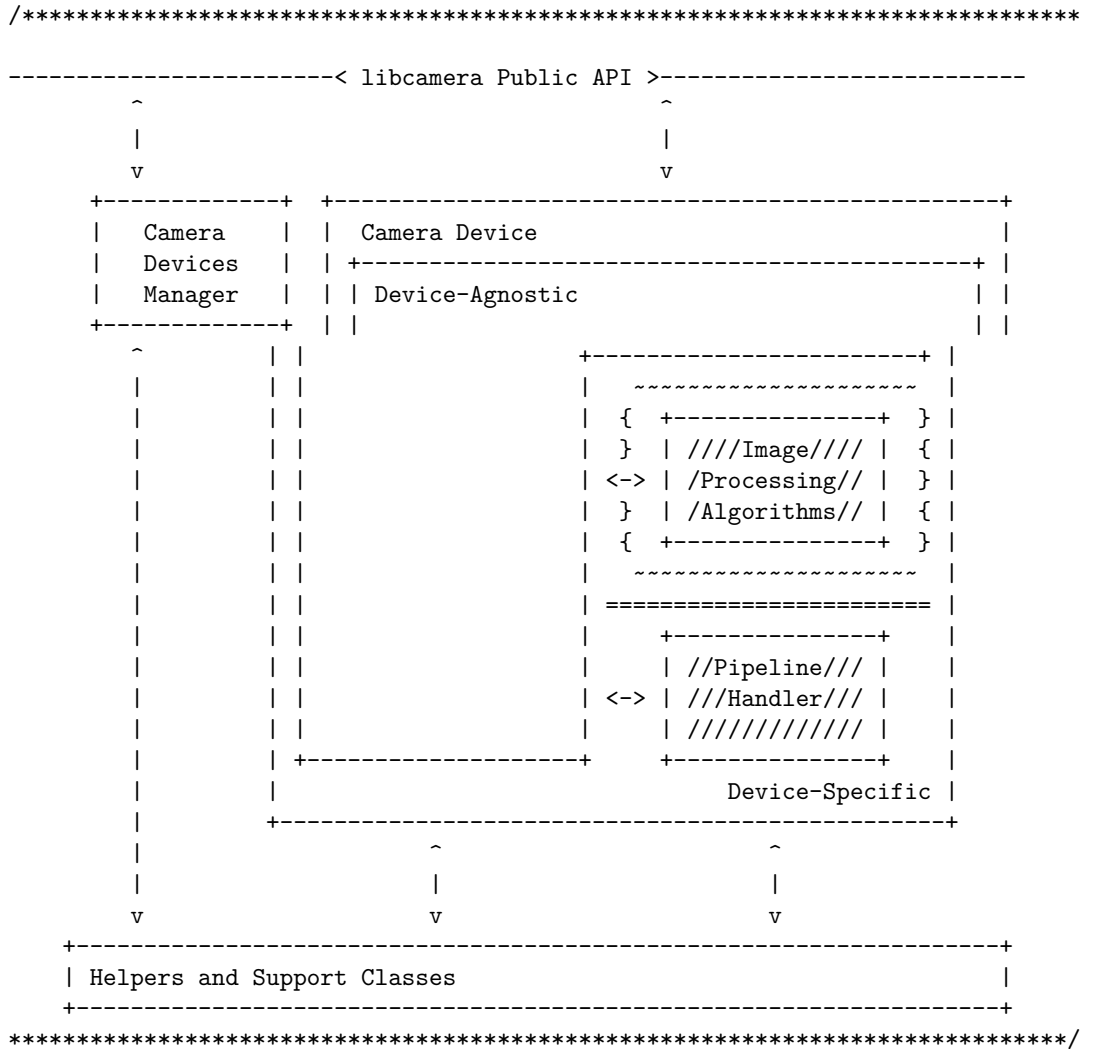 /******************************************************************************
------------------------< libcamera Public API >---------------------------
Camera
Devices
Manager
Camera Device
Device-Agnostic
////Image////
/Processing//
/Algorithms//
//Pipeline///
///Handler///
/////////////
Device-Specific
Helpers and Support Classes
******************************************************************************/